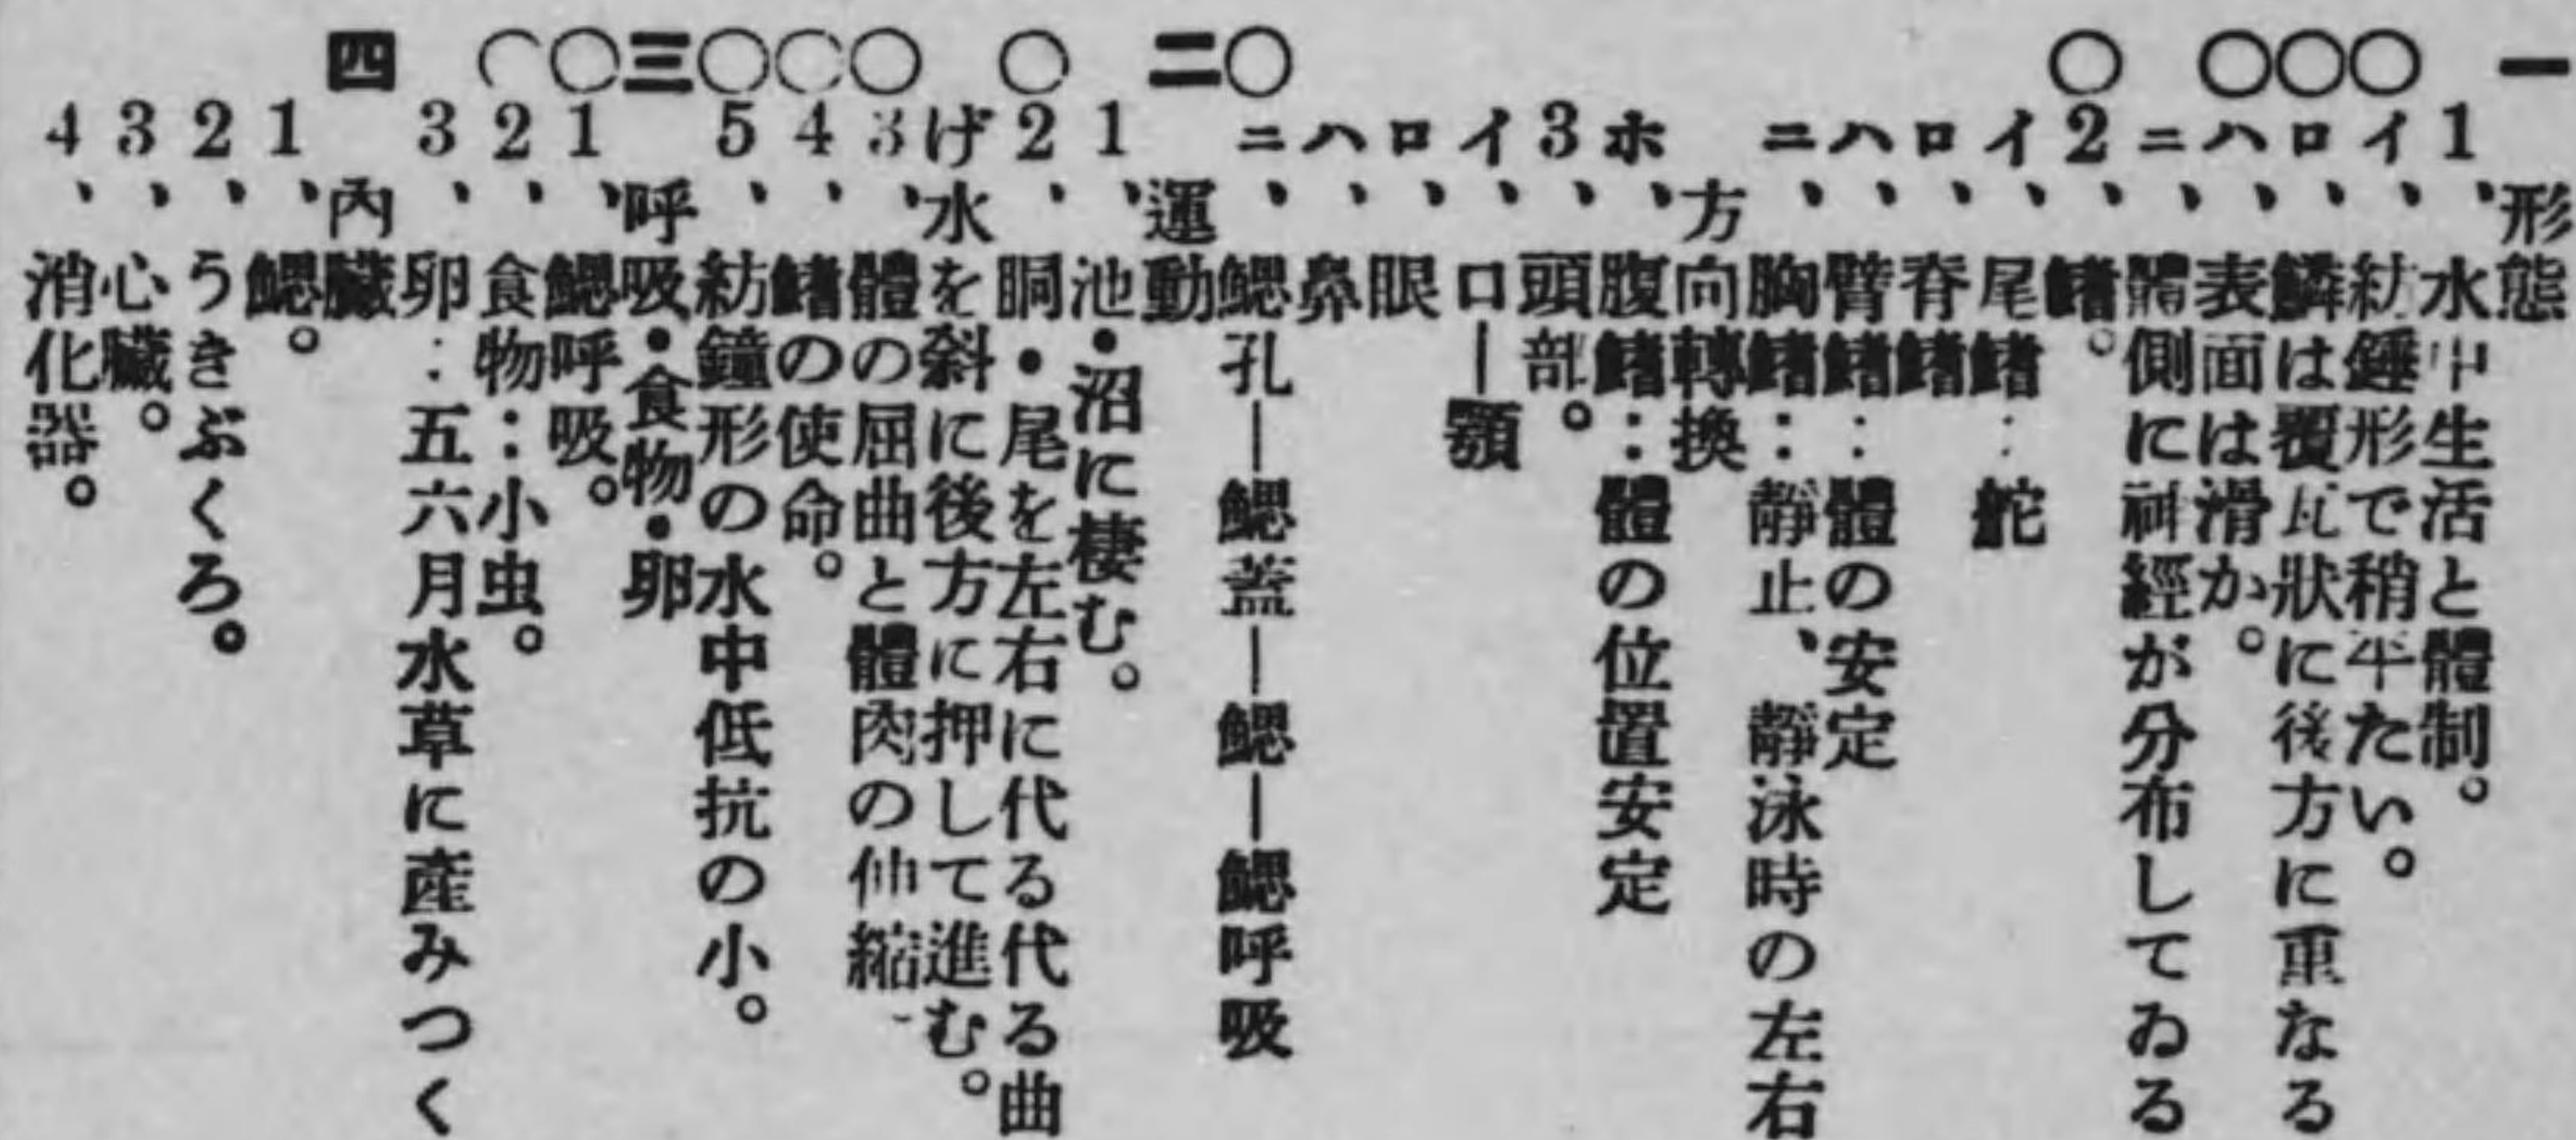 一　形態
1、水中生活と體制。
○イ、紡錘形で稍平たい。
○ロ、鱗は覆瓦狀に後方に重なる
○ハ、表面は滑か。
ニ、體側に神經が分布してゐる
○2、鰭。
イ、尾鰭：舵
ロ、脊鰭
ハ、臂鰭：體の安定
ニ、胸鰭：靜止、靜泳時の左右
方向轉換
ホ、腹鰭：體の位置安定
3、頭部。
イ、口―顎
ロ、眼
ハ、鼻
○ニ、鰓孔―鰓蓋―鰓―鰓呼吸
二　運動
1、池・沼に棲む。
○2、胴・尾を左右に代る代る曲
げ水を斜に後方に押して進む。
○3、體の屈曲と體肉の伸縮
○4、鰭の使命。
○5、紡鐘形の水中低抗の小。
三　呼吸・食物・卵
○1、鰓呼吸。
○2、食物：小虫。
3、卵：五六月水草に産みつく
四　內臟
1、鰓。
2、うきぶくろ。
3、心臟。
4、消化器。